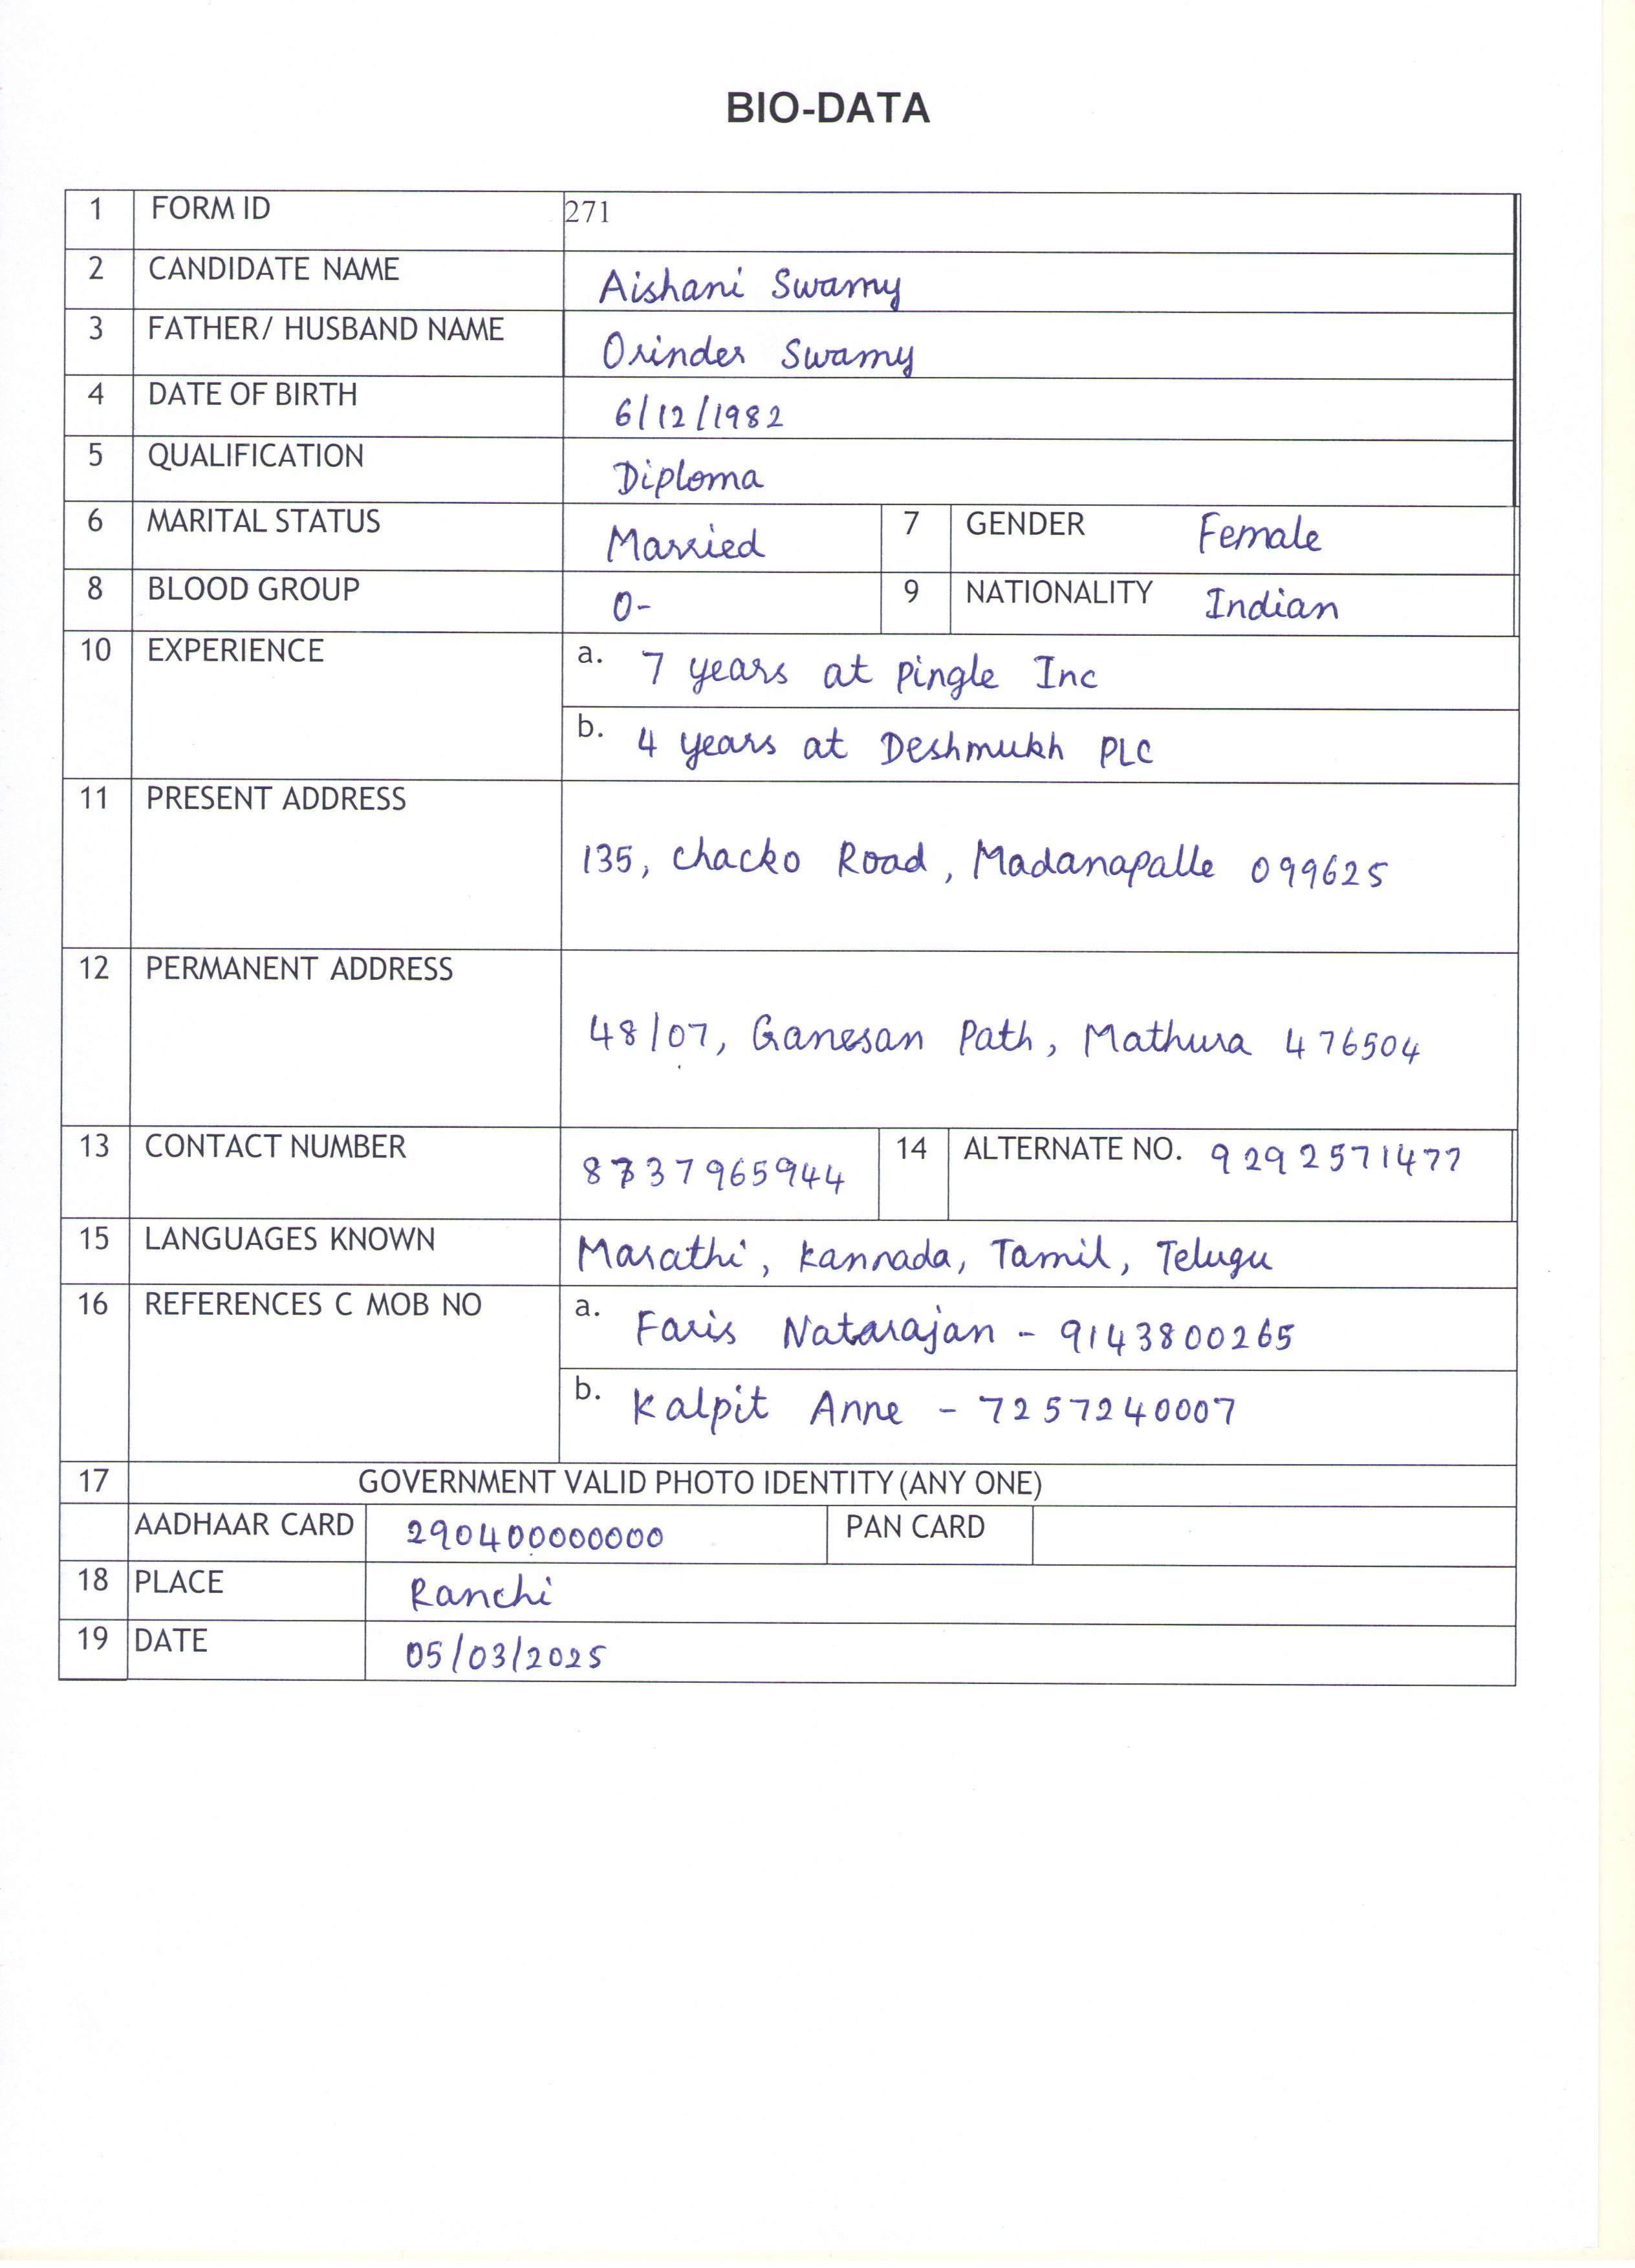 BIO-DATA
1 FORM ID 271
2 CANDIDATE NAME Aishani Swamy
3 FATHER/ HUSBAND NAME Orinder Swamy
4 DATE OF BIRTH 6/12/1982
5 QUALIFICATION Diploma
6 MARITAL STATUS Married 7 GENDER Female
8 BLOOD GROUP O- 9 NATIONALITY Indian
10 EXPERIENCE a. 7 years at Pingle Inc
b. 4 years at Deshmukh PLC
11 PRESENT ADDRESS
135, Chacko Road, Madanapalle 099625
12 PERMANENT ADDRESS
48/07, Ganesan Path, Mathura 476504
13 CONTACT NUMBER 8737965944 14 ALTERNATE NO. 9292571477
15 LANGUAGES KNOWN Marathi, Kannada, Tamil, Telugu
16 REFERENCES C MOB NO a. Faris Natarajan - 9143800265
b. Kalpit Anne - 7257240007
17 GOVERNMENT VALID PHOTO IDENTITY (ANY ONE)
AADHAAR CARD 290400000000 PAN CARD
18 PLACE Ranchi
19 DATE 05/03/2025